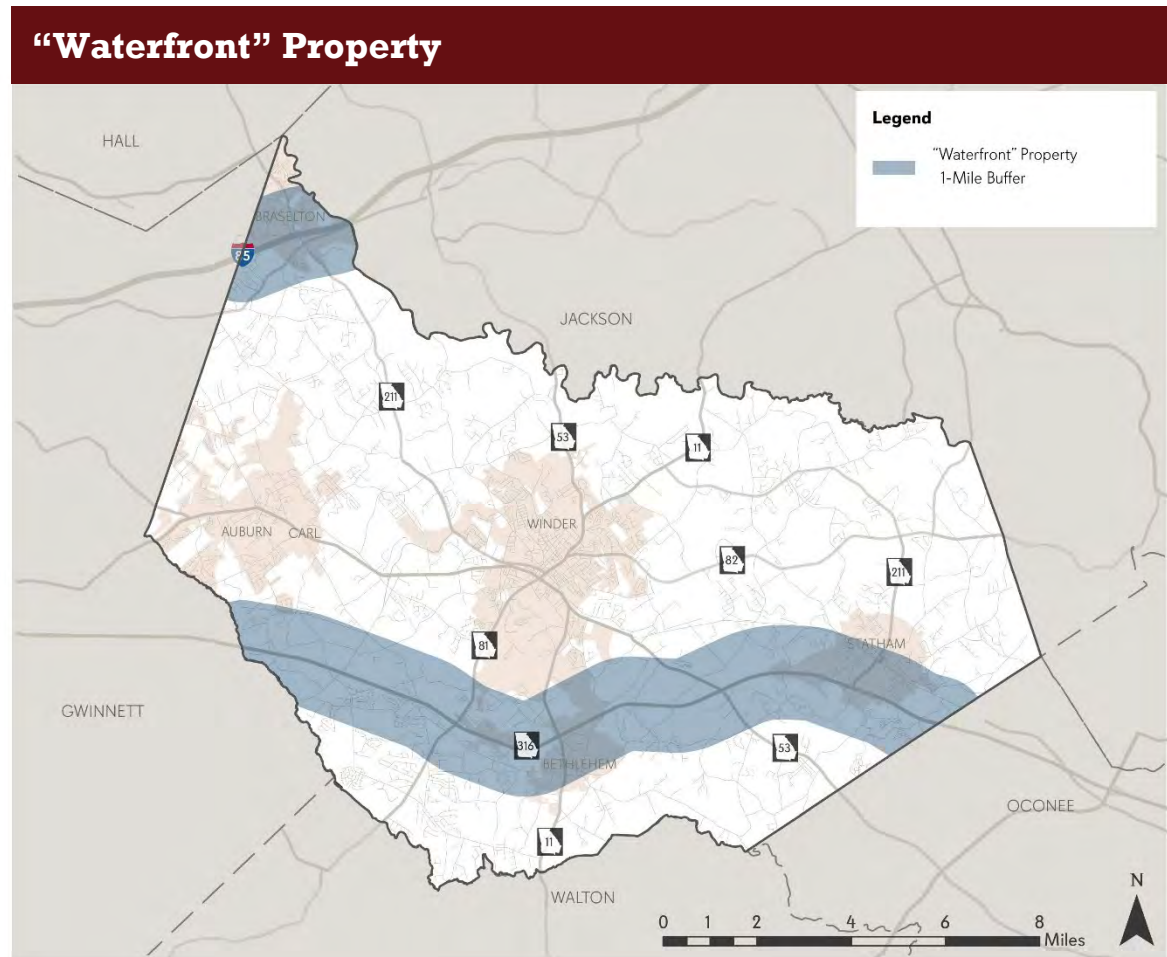 “Waterfront” Property
Legend
“Waterfront” Property
1-Mile Buffer
HALL
BRASELTON
85
JACKSON
211
53
11
AUBURN
CARL
WINDER
82
211
81
STATHAM
GWINNETT
316
BETHLEHEM
53
OCONEE
11
WALTON
N
0 1 2 4 6 8
Miles